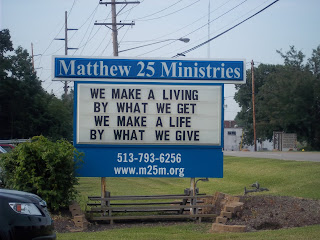 Matthew 25 Ministries
WE MAKE A LIVING
BY WHAT WE GET
WE MAKE A LIFE
BY WHAT WE GIVE
513-793-6256
www.m25m.org